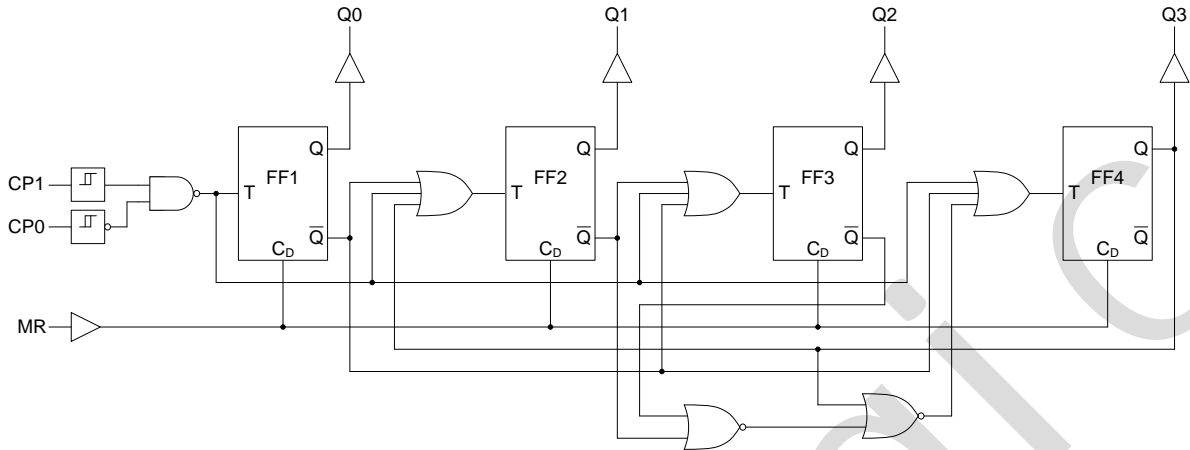 Q0 Q1 Q2 Q3
Q Q Q Q
FF1 FF2 FF3 FF4
CP1 T T T T
CP0
Q̅ Q̅ Q̅ Q̅
CD CD CD CD
MR